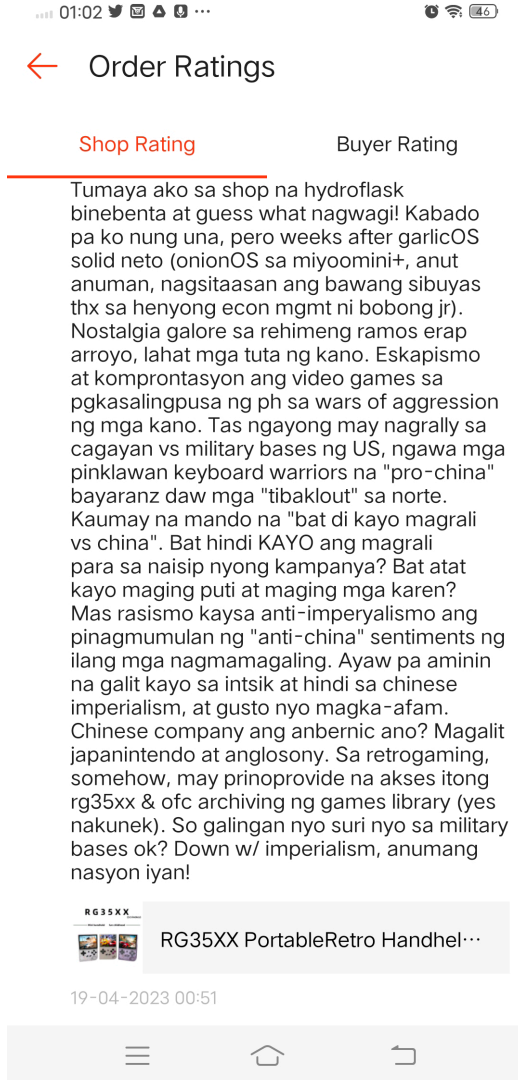 01:02
46
Order Ratings
Shop Rating
Buyer Rating
Tumaya ako sa shop na hydroflask
binebenta at guess what nagwagi! Kabado
pa ko nung una, pero weeks after garlicOS
solid neto (onionOS sa miyoomini+, anut
anuman, nagsitaasan ang bawang sibuyas
thx sa henyong econ mgmt ni bobong jr).
Nostalgia galore sa rehimeng ramos erap
arroyo, lahat mga tuta ng kano. Eskapismo
at komprontasyon ang video games sa
pgkasalingpusa ng ph sa wars of aggression
ng mga kano. Tas ngayong may nagrally sa
cagayan vs military bases ng US, ngawa mga
pinklawan keyboard warriors na "pro-china"
bayaranz daw mga "tibaklout" sa norte.
Kaumay na mando na "bat di kayo magrali
vs china". Bat hindi KAYO ang magrali
para sa naisip nyong kampanya? Bat atat
kayo maging puti at maging mga karen?
Mas rasismo kaysa anti-imperyalismo ang
pinagmumulan ng "anti-china" sentiments ng
ilang mga nagmamagaling. Ayaw pa aminin
na galit kayo sa intsik at hindi sa chinese
imperialism, at gusto nyo magka-afam.
Chinese company ang anbernic ano? Magalit
japanintendo at anglosony. Sa retrogaming,
somehow, may prinoprovide na akses itong
rg35xx & ofc archiving ng games library (yes
nakunek). So galingan nyo suri nyo sa military
bases ok? Down w/ imperialism, anumang
nasyon iyan!
RG35XX
RG35XX PortableRetro Handhel···
19-04-2023 00:51